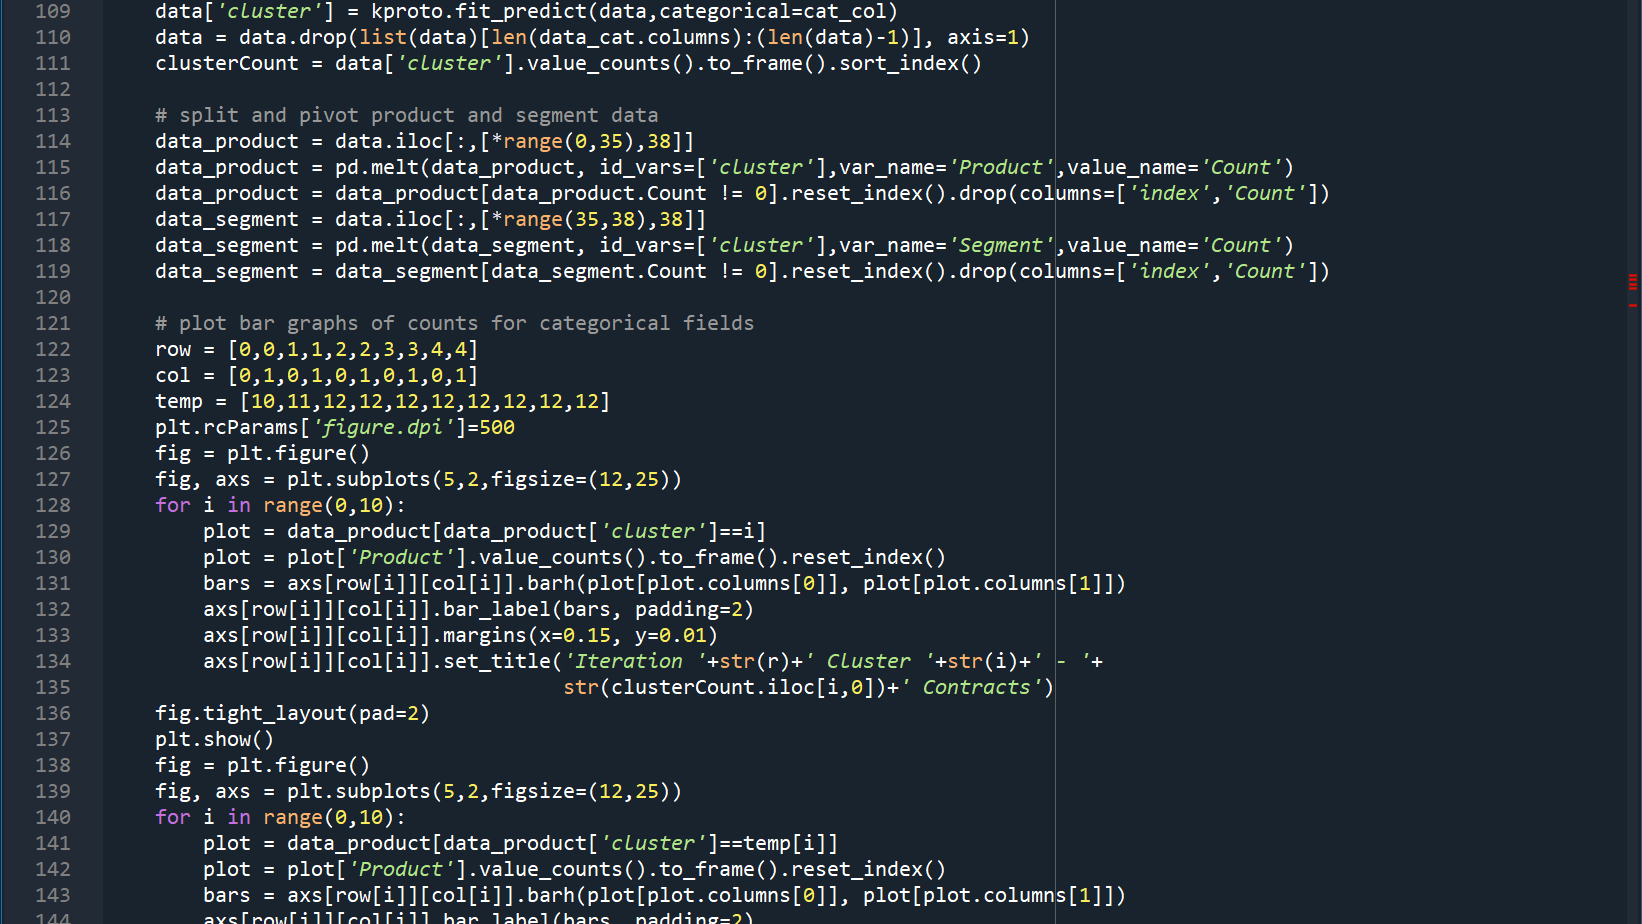 109 data['cluster'] = kproto.fit_predict(data,categorical=cat_col)
110 data = data.drop(list(data)[len(data_cat.columns):(len(data)-1)], axis=1)
111 clusterCount = data['cluster'].value_counts().to_frame().sort_index()
112
113 # split and pivot product and segment data
114 data_product = data.iloc[:,[*range(0,35),38]]
115 data_product = pd.melt(data_product, id_vars=['cluster'],var_name='Product',value_name='Count')
116 data_product = data_product[data_product.Count != 0].reset_index().drop(columns=['index','Count'])
117 data_segment = data.iloc[:,[*range(35,38),38]]
118 data_segment = pd.melt(data_segment, id_vars=['cluster'],var_name='Segment',value_name='Count')
119 data_segment = data_segment[data_segment.Count != 0].reset_index().drop(columns=['index','Count'])
120
121 # plot bar graphs of counts for categorical fields
122 row = [0,0,1,1,2,2,3,3,4,4]
123 col = [0,1,0,1,0,1,0,1,0,1]
124 temp = [10,11,12,12,12,12,12,12,12,12]
125 plt.rcParams['figure.dpi']=500
126 fig = plt.figure()
127 fig, axs = plt.subplots(5,2,figsize=(12,25))
128 for i in range(0,10):
129 plot = data_product[data_product['cluster']==i]
130 plot = plot['Product'].value_counts().to_frame().reset_index()
131 bars = axs[row[i]][col[i]].barh(plot[plot.columns[0]], plot[plot.columns[1]])
132 axs[row[i]][col[i]].bar_label(bars, padding=2)
133 axs[row[i]][col[i]].margins(x=0.15, y=0.01)
134 axs[row[i]][col[i]].set_title('Iteration '+str(r)+' Cluster '+str(i)+' - '+
135 str(clusterCount.iloc[i,0])+' Contracts')
136 fig.tight_layout(pad=2)
137 plt.show()
138 fig = plt.figure()
139 fig, axs = plt.subplots(5,2,figsize=(12,25))
140 for i in range(0,10):
141 plot = data_product[data_product['cluster']==temp[i]]
142 plot = plot['Product'].value_counts().to_frame().reset_index()
143 bars = axs[row[i]][col[i]].barh(plot[plot.columns[0]], plot[plot.columns[1]])
144 axs[row[i]][col[i]].bar_label(bars, padding=2)